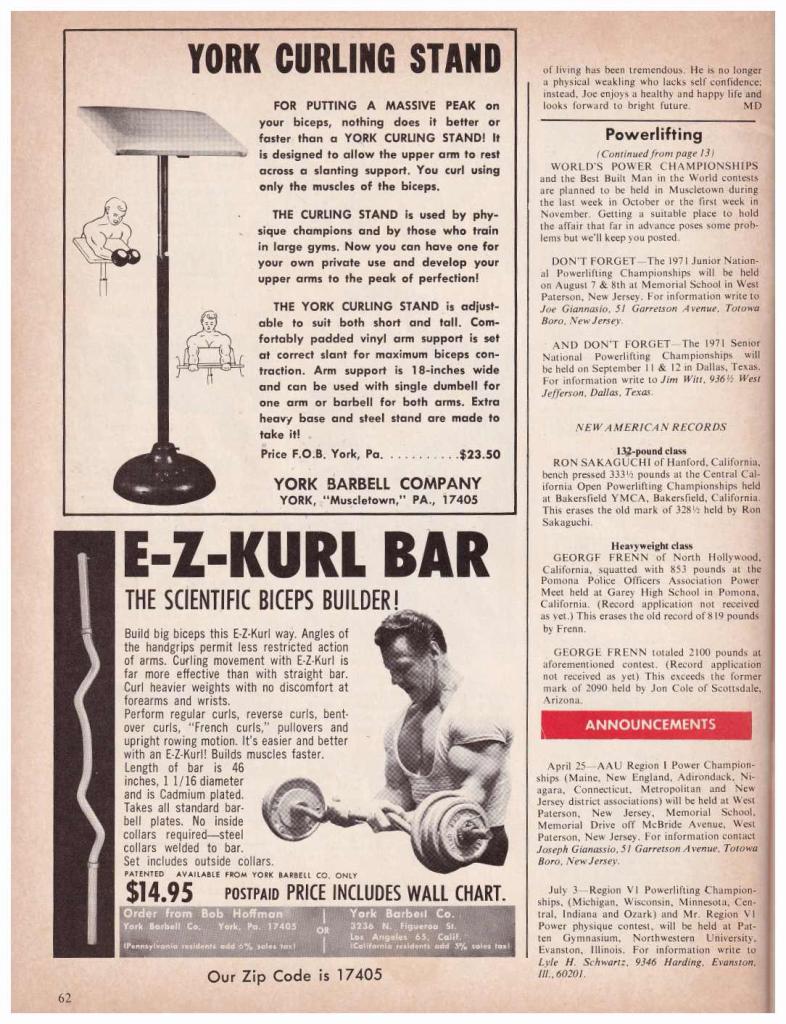 YORK CURLING STAND
FOR PUTTING A MASSIVE PEAK on
your biceps, nothing does it better or
faster than a YORK CURLING STAND! It
is designed to allow the upper arm to rest
across a slanting support. You curl using
only the muscles of the biceps.
THE CURLING STAND is used by phy-
sique champions and by those who train
in large gyms. Now you can have one for
your own private use and develop your
upper arms to the peak of perfection!
THE YORK CURLING STAND is adjust-
able to suit both short and tall. Com-
fortably padded vinyl arm support is set
at correct slant for maximum biceps con-
traction. Arm support is 18-inches wide
and can be used with single dumbell for
one arm or barbell for both arms. Extra
heavy base and steel stand are made to
take it!
Price F.O.B. York, Pa. . . . . . . . . . .$23.50
YORK BARBELL COMPANY
YORK, "Muscletown," PA., 17405
E-Z-KURL BAR
THE SCIENTIFIC BICEPS BUILDER!
Build big biceps this E-Z-Kurl way. Angles of
the handgrips permit less restricted action
of arms. Curling movement with E-Z-Kurl is
far more effective than with straight bar.
Curl heavier weights with no discomfort at
forearms and wrists.
Perform regular curls, reverse curls, bent-
over curls, "French curls," pullovers and
upright rowing motion. It's easier and better
with an E-Z-Kurl! Builds muscles faster.
Length of bar is 46
inches, 1 1/16 diameter
and is Cadmium plated.
Takes all standard bar-
bell plates. No inside
collars required—steel
collars welded to bar.
Set includes outside collars.
PATENTED AVAILABLE FROM YORK BARBELL CO. ONLY
$14.95 POSTPAID PRICE INCLUDES WALL CHART.
Order from Bob Hoffman
York Barbell Co. York, Pa. 17405
(Pennsylvania residents add 6% sales tax)
OR
York Barbell Co.
3236 N. Figueroa St.
Los Angeles 65, Calif.
(California residents add 5% sales tax)
Our Zip Code is 17405
62
of living has been tremendous. He is no longer
a physical weakling who lacks self confidence;
instead, Joe enjoys a healthy and happy life and
looks forward to bright future. MD
Powerlifting
(Continued from page 13)
WORLD'S POWER CHAMPIONSHIPS
and the Best Built Man in the World contests
are planned to be held in Muscletown during
the last week in October or the first week in
November. Getting a suitable place to hold
the affair that far in advance poses some prob-
lems but we'll keep you posted.
DON'T FORGET—The 1971 Junior Nation-
al Powerlifting Championships will be held
on August 7 & 8th at Memorial School in West
Paterson, New Jersey. For information write to
Joe Giannasio, 51 Garretson Avenue, Totowa
Boro, New Jersey.
AND DON'T FORGET—The 1971 Senior
National Powerlifting Championships will
be held on September 11 & 12 in Dallas, Texas.
For information write to Jim Witt, 936½ West
Jefferson, Dallas, Texas.
NEW AMERICAN RECORDS
132-pound class
RON SAKAGUCHI of Hanford, California,
bench pressed 333½ pounds at the Central Cal-
ifornia Open Powerlifting Championships held
at Bakersfield YMCA, Bakersfield, California.
This erases the old mark of 328½ held by Ron
Sakaguchi.
Heavyweight class
GEORGE FRENN of North Hollywood,
California, squatted with 853 pounds at the
Pomona Police Officers Association Power
Meet held at Garey High School in Pomona,
California. (Record application not received
as yet.) This erases the old record of 819 pounds
by Frenn.
GEORGE FRENN totaled 2100 pounds at
aforementioned contest. (Record application
not received as yet) This exceeds the former
mark of 2090 held by Jon Cole of Scottsdale,
Arizona.
ANNOUNCEMENTS
April 25—AAU Region I Power Champion-
ships (Maine, New England, Adirondack, Ni-
agara, Connecticut, Metropolitan and New
Jersey district associations) will be held at West
Paterson, New Jersey, Memorial School,
Memorial Drive off McBride Avenue, West
Paterson, New Jersey. For information contact
Joseph Gianassio, 51 Garretson Avenue, Totowa
Boro, New Jersey.
July 3—Region VI Powerlifting Champion-
ships, (Michigan, Wisconsin, Minnesota, Cen-
tral, Indiana and Ozark) and Mr. Region VI
Power physique contest, will be held at Pat-
ten Gymnasium, Northwestern University,
Evanston, Illinois. For information write to
Lyle H. Schwartz, 9346 Harding, Evanston,
Ill., 60201.